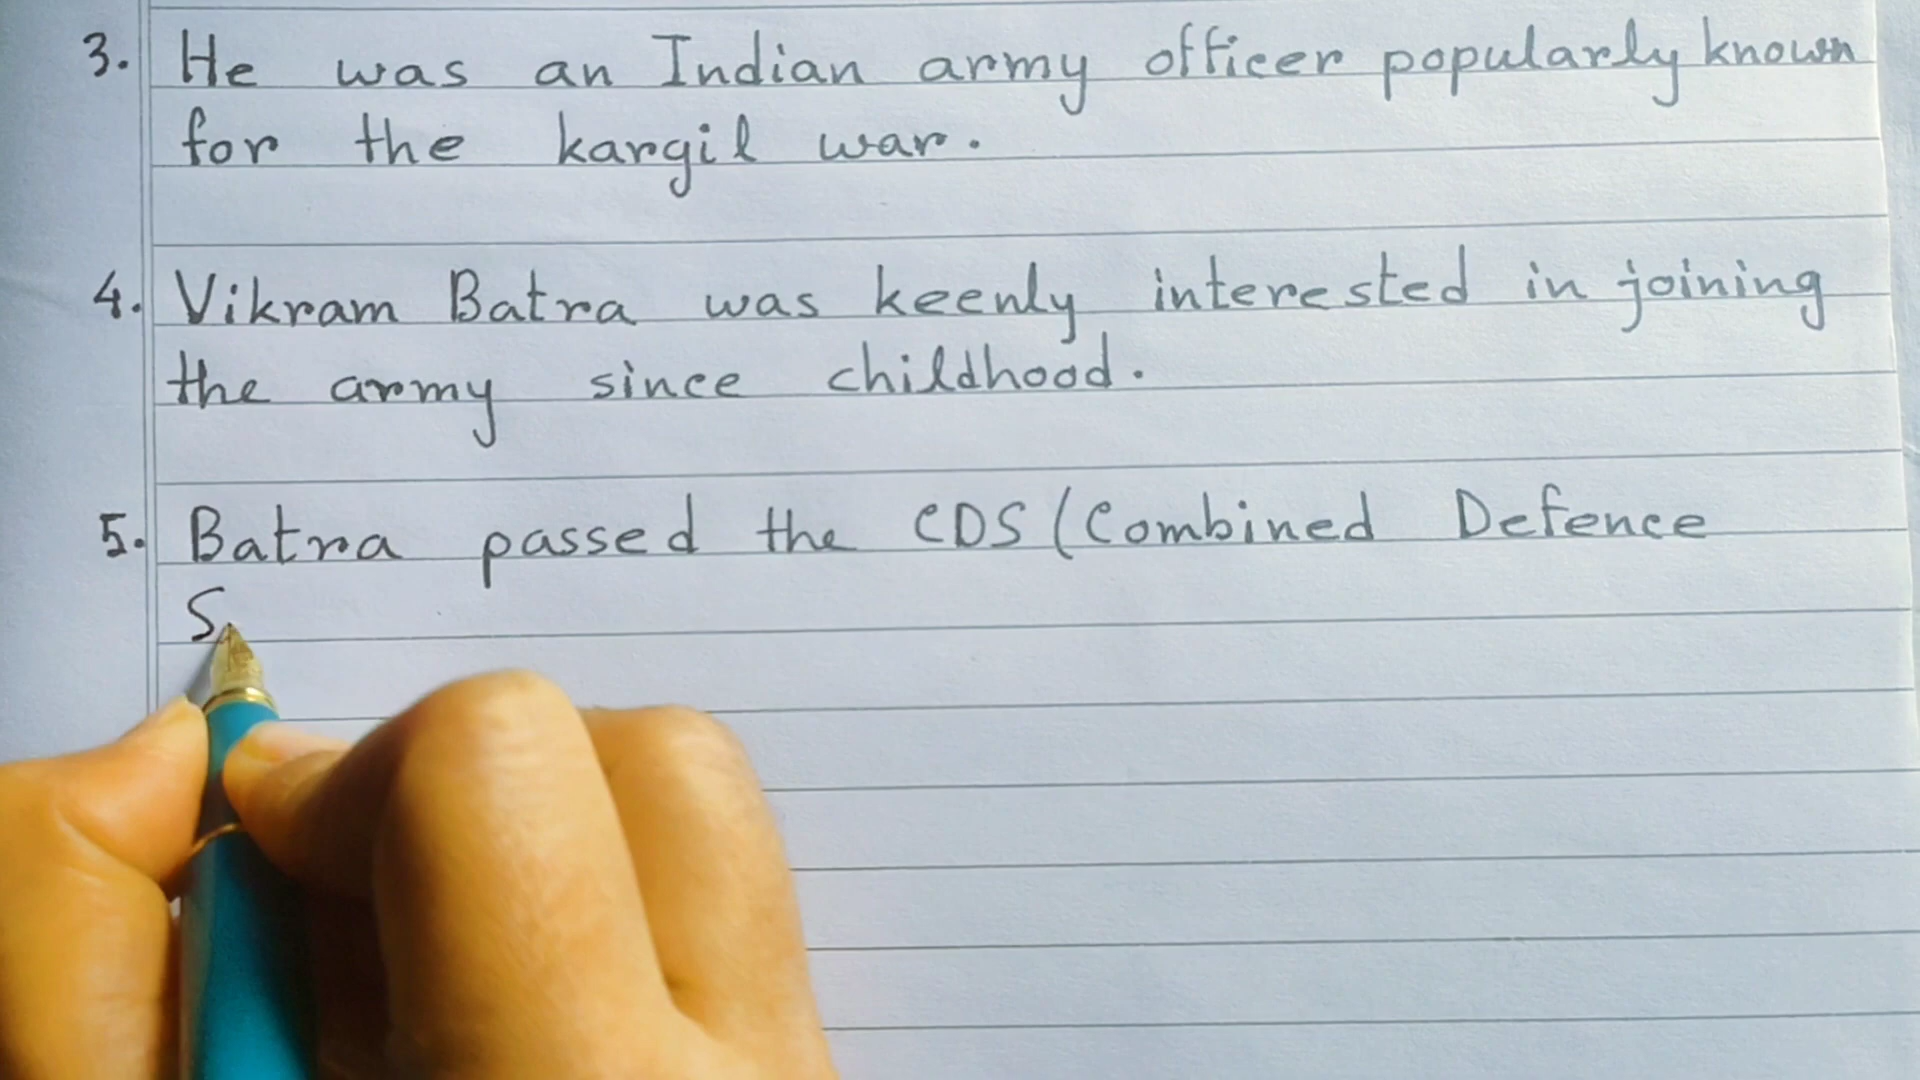 3. He was an Indian army officer popularly known
for the kargil war.
4. Vikram Batra was keenly interested in joining
the army since childhood.
5. Batra passed the CDS (Combined Defence
S